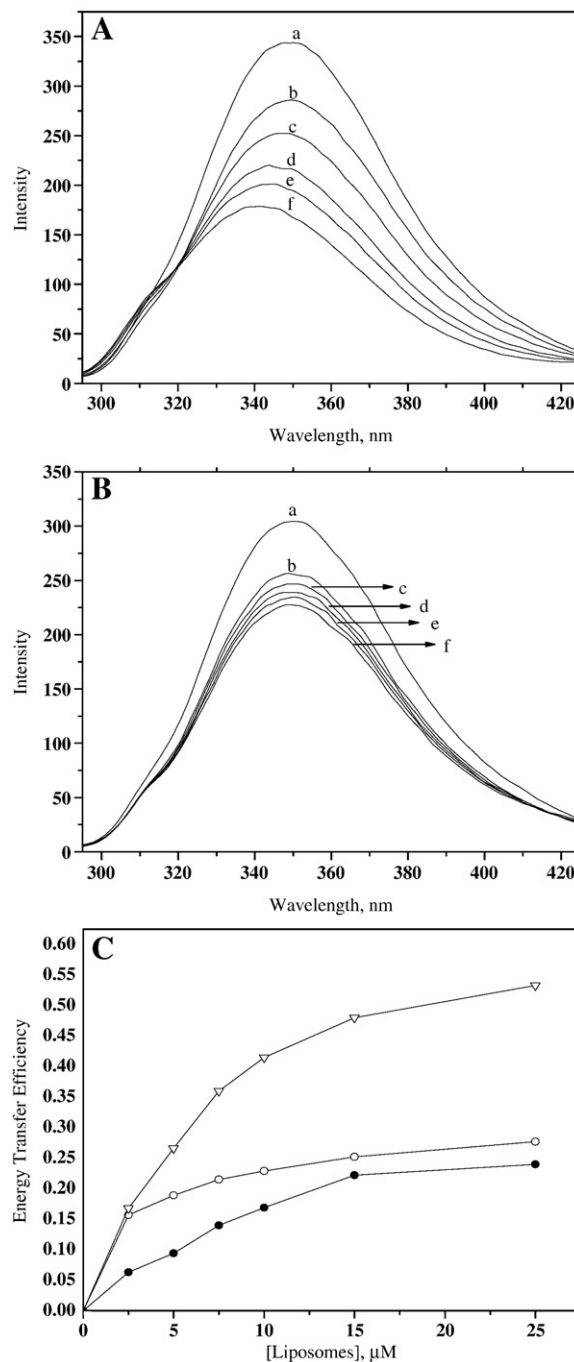 A
350
300
250
200
150
100
50
0
Intensity
a
b
c
d
e
f
300 320 340 360 380 400 420
Wavelength, nm
B
350
300
250
200
150
100
50
0
Intensity
a
b
c
d
e
f
300 320 340 360 380 400 420
Wavelength, nm
C
0.60
0.55
0.50
0.45
0.40
0.35
0.30
0.25
0.20
0.15
0.10
0.05
0.00
Energy Transfer Efficiency
0 5 10 15 20 25
[Liposomes], μM